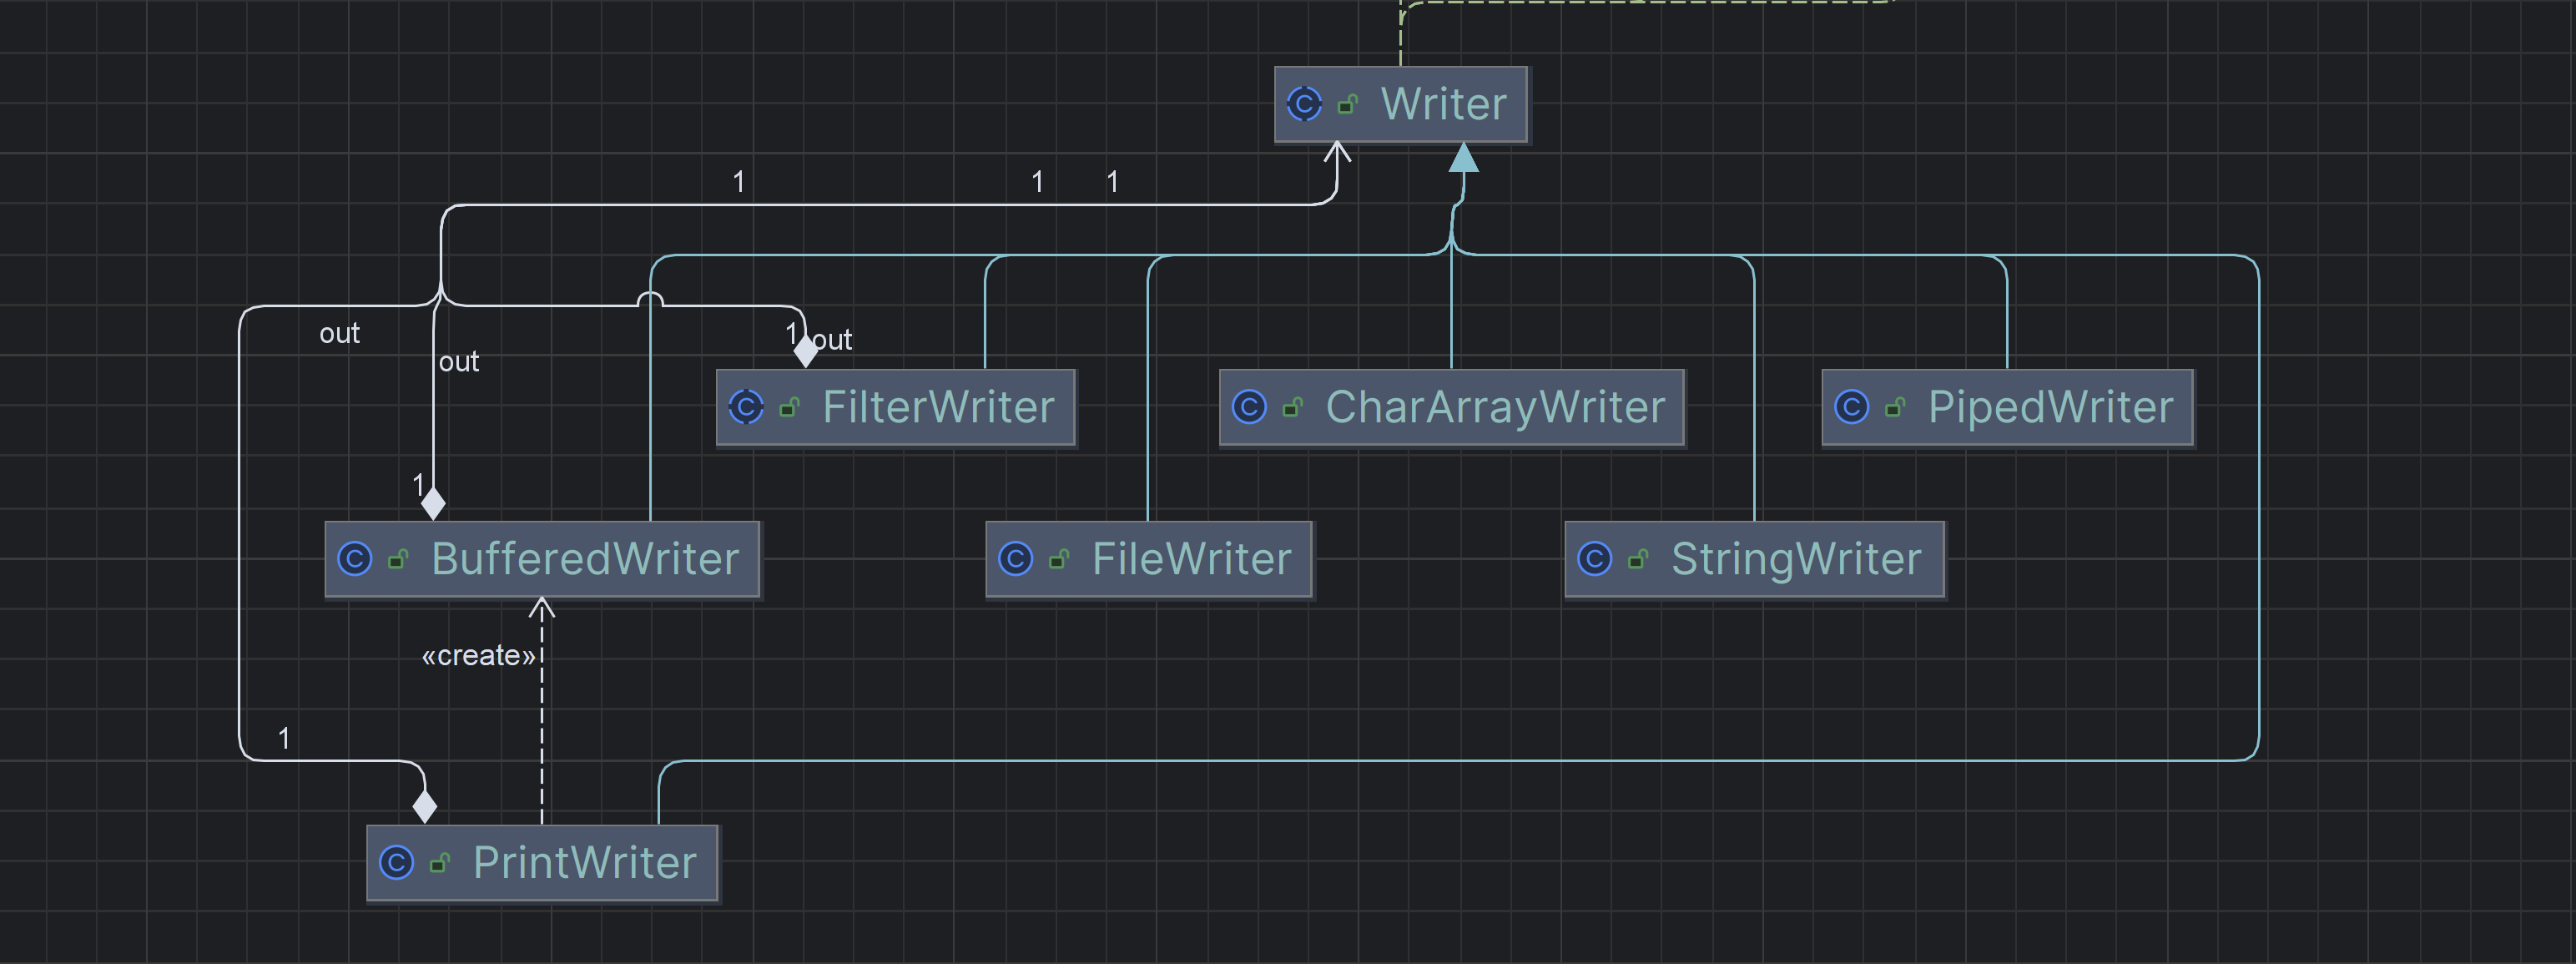 Writer
1
1
1
out
1
out
out
FilterWriter
CharArrayWriter
PipedWriter
1
BufferedWriter
FileWriter
StringWriter
«create»
1
PrintWriter